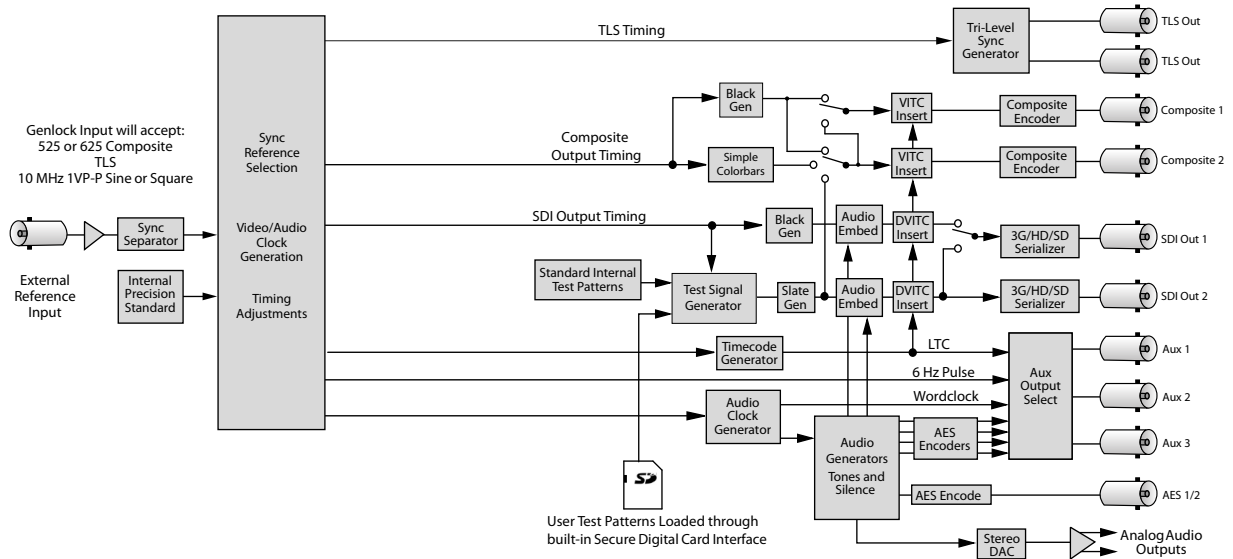 TLS Timing
Tri-Level
Sync
Generator
TLS Out
TLS Out
Genlock Input will accept:
525 or 625 Composite
TLS
10 MHz 1VP-P Sine or Square
Sync
Reference
Selection
Video/Audio
Clock
Generation
Timing
Adjustments
Composite
Output Timing
Black
Gen
Simple
Colorbars
VITC
Insert
Composite
Encoder
Composite 1
VITC
Insert
Composite
Encoder
Composite 2
Sync
Separator
External
Reference
Input
Internal
Precision
Standard
SDI Output Timing
Black
Gen
Audio
Embed
DVITC
Insert
3G/HD/SD
Serializer
SDI Out 1
Standard Internal
Test Patterns
Test Signal
Generator
Slate
Gen
Audio
Embed
DVITC
Insert
3G/HD/SD
Serializer
SDI Out 2
Timecode
Generator
LTC
6 Hz Pulse
Wordclock
Aux
Output
Select
Aux 1
Aux 2
Aux 3
Audio
Clock
Generator
Audio
Generators
Tones and
Silence
AES
Encoders
AES Encode
AES 1/2
SD
User Test Patterns Loaded through
built-in Secure Digital Card Interface
Stereo
DAC
Analog Audio
Outputs